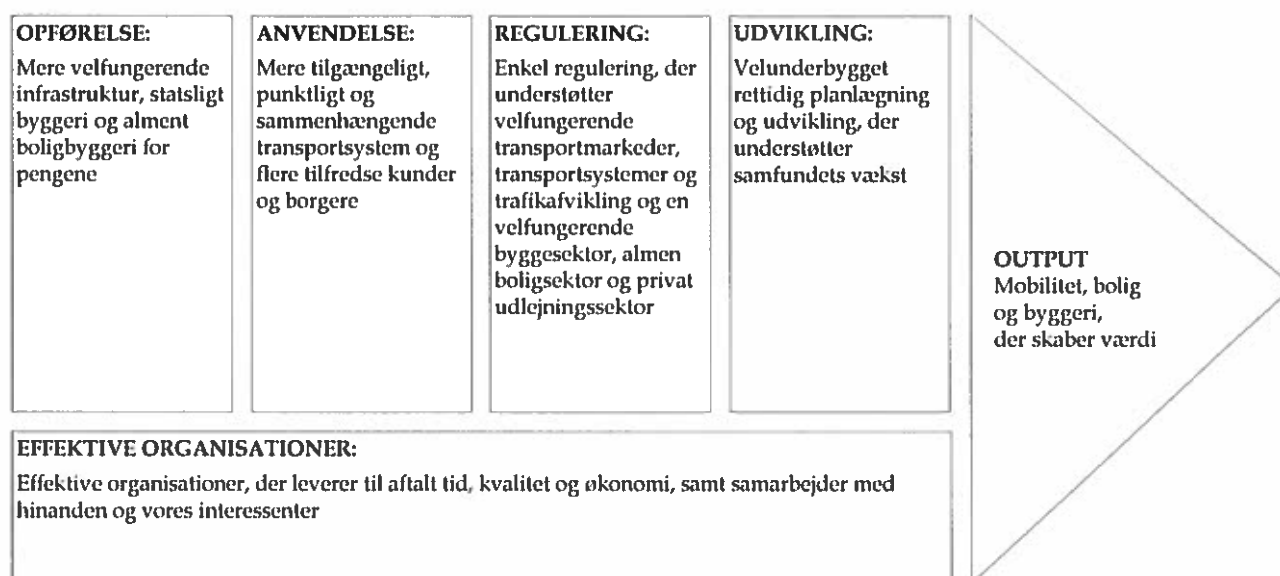 OPFØRELSE:
Mere velfungerende
infrastruktur, statsligt
byggeri og alment
boligbyggeri for
pengene
ANVENDELSE:
Mere tilgængeligt,
punktligt og
sammenhængende
transportsystem og
flere tilfredse kunder
og borgere
REGULERING:
Enkel regulering, der
understøtter
velfungerende
transportmarkeder,
transportsystemer og
trafikafvikling og en
velfungerende
byggesektor, almen
boligsektor og privat
udlejningssektor
UDVIKLING:
Velunderbygget
rettidig planlægning
og udvikling, der
understøtter
samfundets vækst
OUTPUT
Mobilitet, bolig
og byggeri,
der skaber værdi
EFFEKTIVE ORGANISATIONER:
Effektive organisationer, der leverer til aftalt tid, kvalitet og økonomi, samt samarbejder med
hinanden og vores interessenter